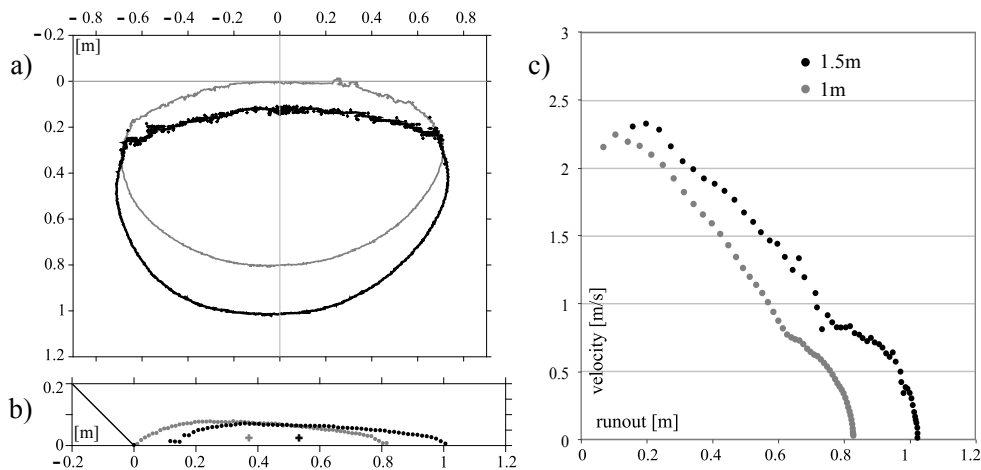 − 0.8 − 0.6 − 0.4 − 0.2 0 0.2 0.4 0.6 0.8
a)
− 0.2
[m]
0
0.2
0.4
0.6
0.8
1
1.2
b)
0.2
[m]
0
− 0.2 0 0.2 0.4 0.6 0.8 1 1.2
c)
3
2.5
2
1.5
1
0.5
0
1.5m
1m
velocity [m/s]
runout [m]
0 0.2 0.4 0.6 0.8 1 1.2